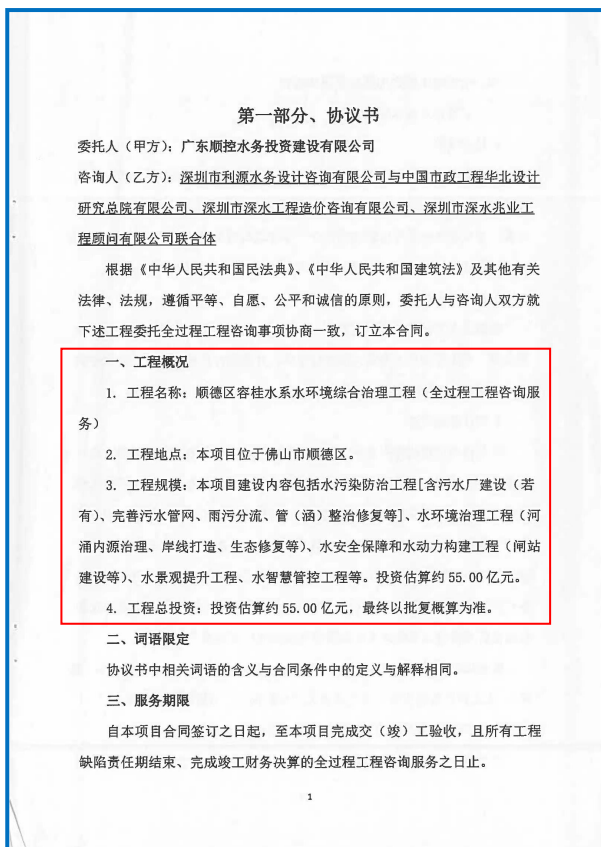 第一部分、协议书
委托人（甲方）：广东顺控水务投资建设有限公司
咨询人（乙方）：深圳市利源水务设计咨询有限公司与中国市政工程华北设计
研究总院有限公司、深圳市深水工程造价咨询有限公司、深圳市深水兆业工
程顾问有限公司联合体
根据《中华人民共和国民法典》、《中华人民共和国建筑法》及其他有关
法律、法规，遵循平等、自愿、公平和诚信的原则，委托人与咨询人双方就
下述工程委托全过程工程咨询事项协商一致，订立本合同。
一、工程概况
1. 工程名称：顺德区容桂水系水环境综合治理工程（全过程工程咨询服
务）
2. 工程地点：本项目位于佛山市顺德区。
3. 工程规模：本项目建设内容包括水污染防治工程[含污水厂建设（若
有）、完善污水管网、雨污分流、管（涵）整治修复等]、水环境治理工程（河
涌内源治理、岸线打造、生态修复等）、水安全保障和水动力构建工程（闸站
建设等）、水景观提升工程、水智慧管控工程等。投资估算约 55.00 亿元。
4. 工程总投资：投资估算约 55.00 亿元，最终以批复概算为准。
二、词语限定
协议书中相关词语的含义与合同条件中的定义与解释相同。
三、服务期限
自本项目合同签订之日起，至本项目完成交（竣）工验收，且所有工程
缺陷责任期结束、完成竣工财务决算的全过程工程咨询服务之日止。
1